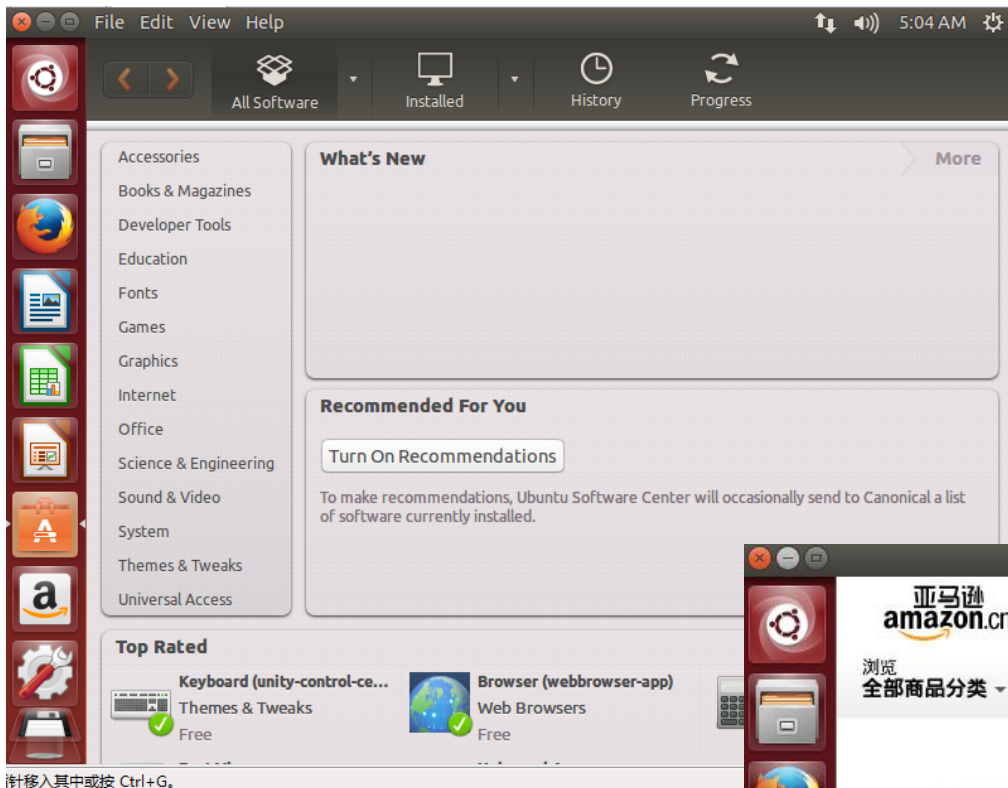 File Edit View Help
5:04 AM
All Software
Installed
History
Progress
Accessories
Books & Magazines
Developer Tools
Education
Fonts
Games
Graphics
Internet
Office
Science & Engineering
Sound & Video
System
Themes & Tweaks
Universal Access
What's New
More
Recommended For You
Turn On Recommendations
To make recommendations, Ubuntu Software Center will occasionally send to Canonical a list
of software currently installed.
Top Rated
Keyboard (unity-control-ce...
Themes & Tweaks
Free
Browser (webbrowser-app)
Web Browsers
Free
亚马逊
amazon.cn
浏览
全部商品分类
针移入其中或按 Ctrl+G。